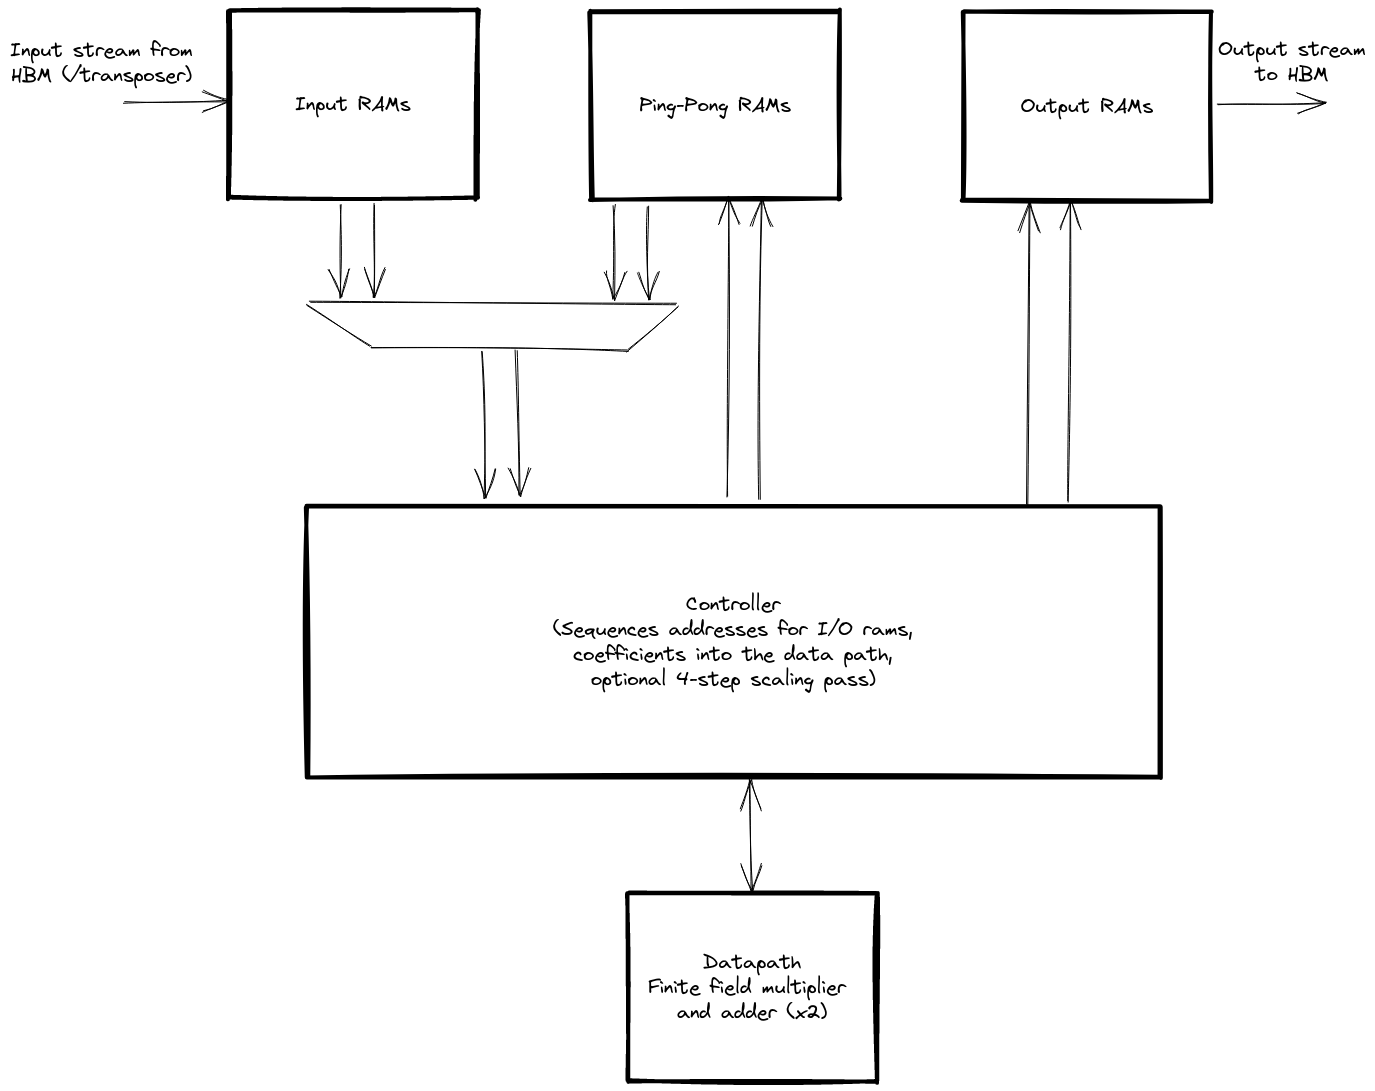 Input stream from
HBM (/transposer)
Input RAMs
Ping-Pong RAMs
Output RAMs
Output stream
to HBM
Controller
(Sequences addresses for I/O rams,
coefficients into the data path,
optional 4-step scaling pass)
Datapath
Finite field multiplier
and adder (x2)